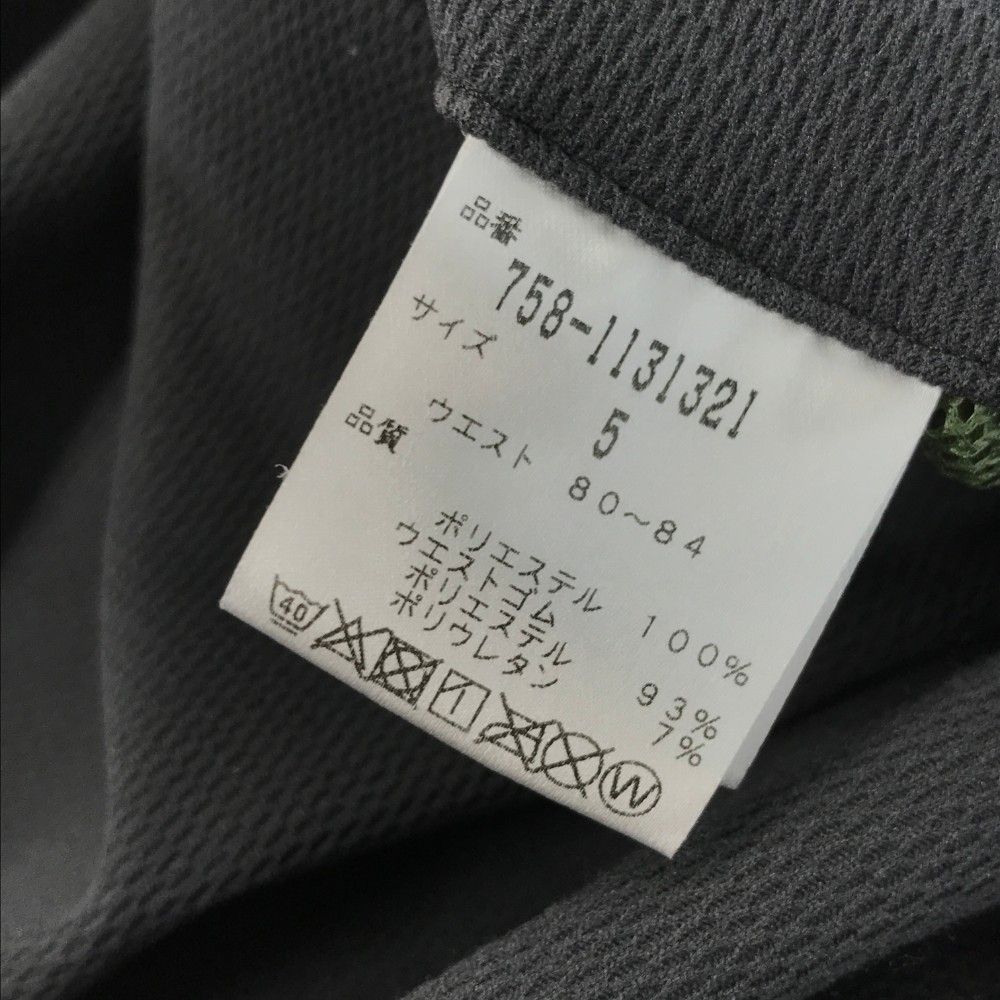 品番
758-1131321
サイズ 5
ウエスト 80~84
品質
ポリエステル 100%
ウエストゴム
ポリエステル 93%
ポリウレタン 7%
40
W